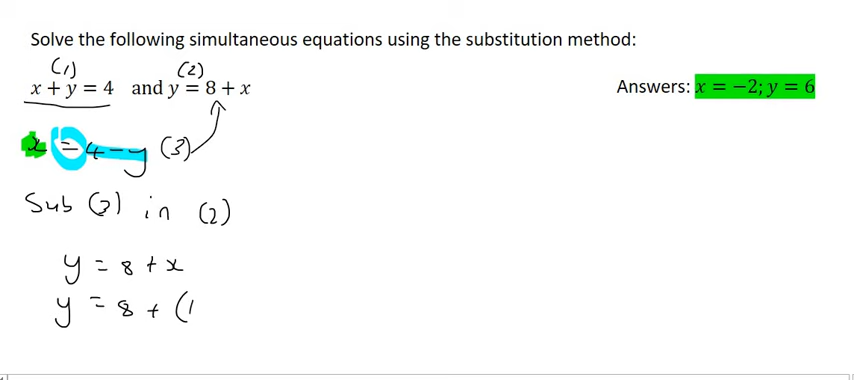 Solve the following simultaneous equations using the substitution method:
(1) (2)
x + y = 4 and y = 8 + x Answers: x = −2; y = 6
x = 4 − y (3)
Sub (3) in (2)
y = 8 + x
y = 8 + (